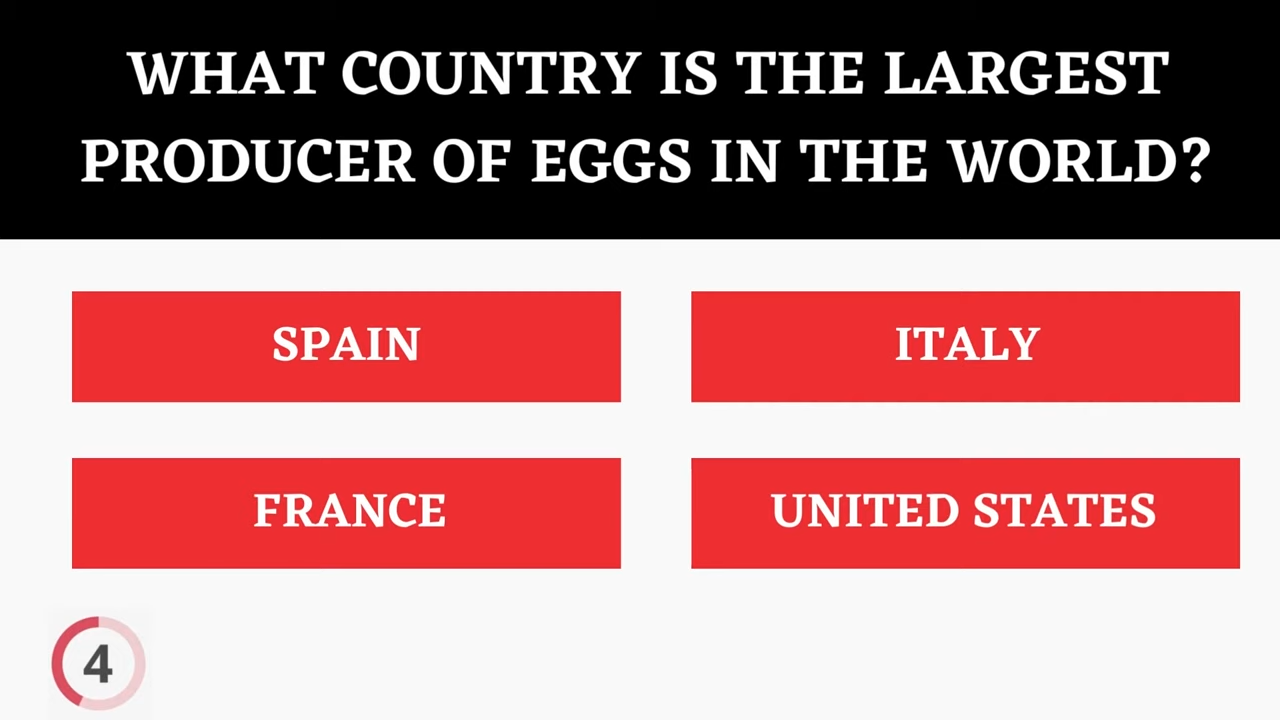 WHAT COUNTRY IS THE LARGEST
PRODUCER OF EGGS IN THE WORLD?
SPAIN
ITALY
FRANCE
UNITED STATES
4